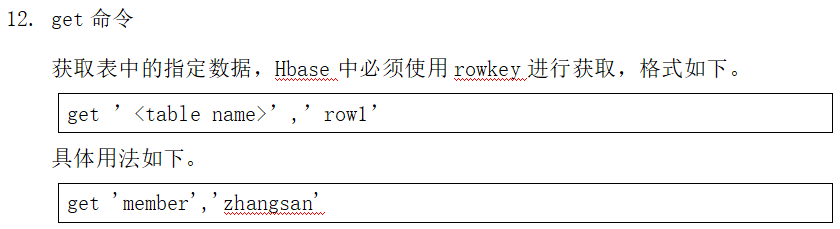 12. get 命令
获取表中的指定数据，Hbase 中必须使用 rowkey 进行获取，格式如下。
get ’ <table name>’ ,’ row1’
具体用法如下。
get 'member','zhangsan'